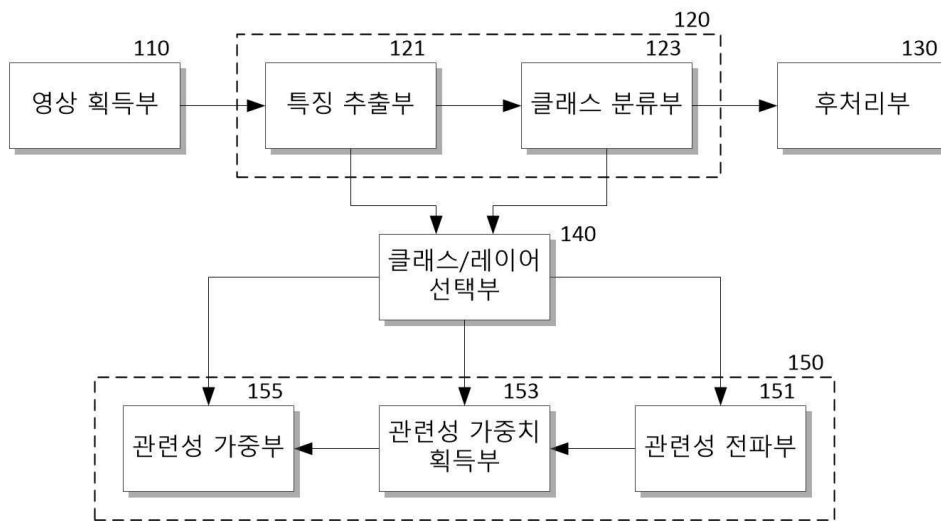 120
110
121
123
130
영상 획득부
특징 추출부
클래스 분류부
후처리부
140
클래스/레이어
선택부
150
155
153
151
관련성 가중부
관련성 가중치
획득부
관련성 전파부